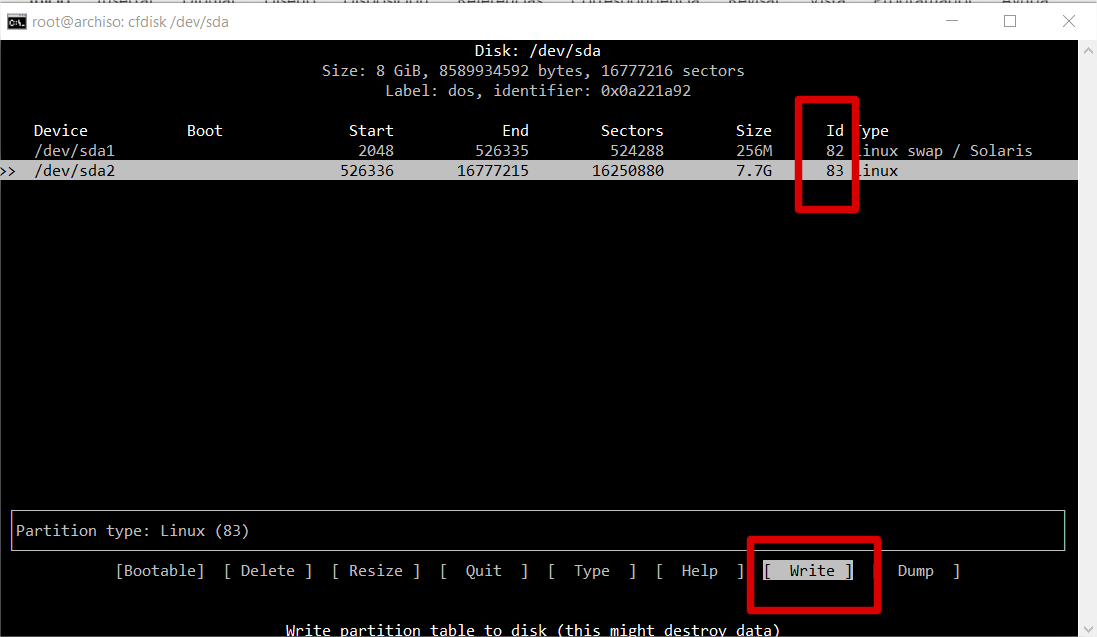 root@archiso: cfdisk /dev/sda
Disk: /dev/sda
Size: 8 GiB, 8589934592 bytes, 16777216 sectors
Label: dos, identifier: 0x0a221a92
Device Boot Start End Sectors Size Id Type
/dev/sda1 2048 526335 524288 256M 82 Linux swap / Solaris
>> /dev/sda2 526336 16777215 16250880 7.7G 83 Linux
Partition type: Linux (83)
[Bootable] [ Delete ] [ Resize ] [ Quit ] [ Type ] [ Help ] [ Write ] [ Dump ]
Write partition table to disk (this might destroy data)